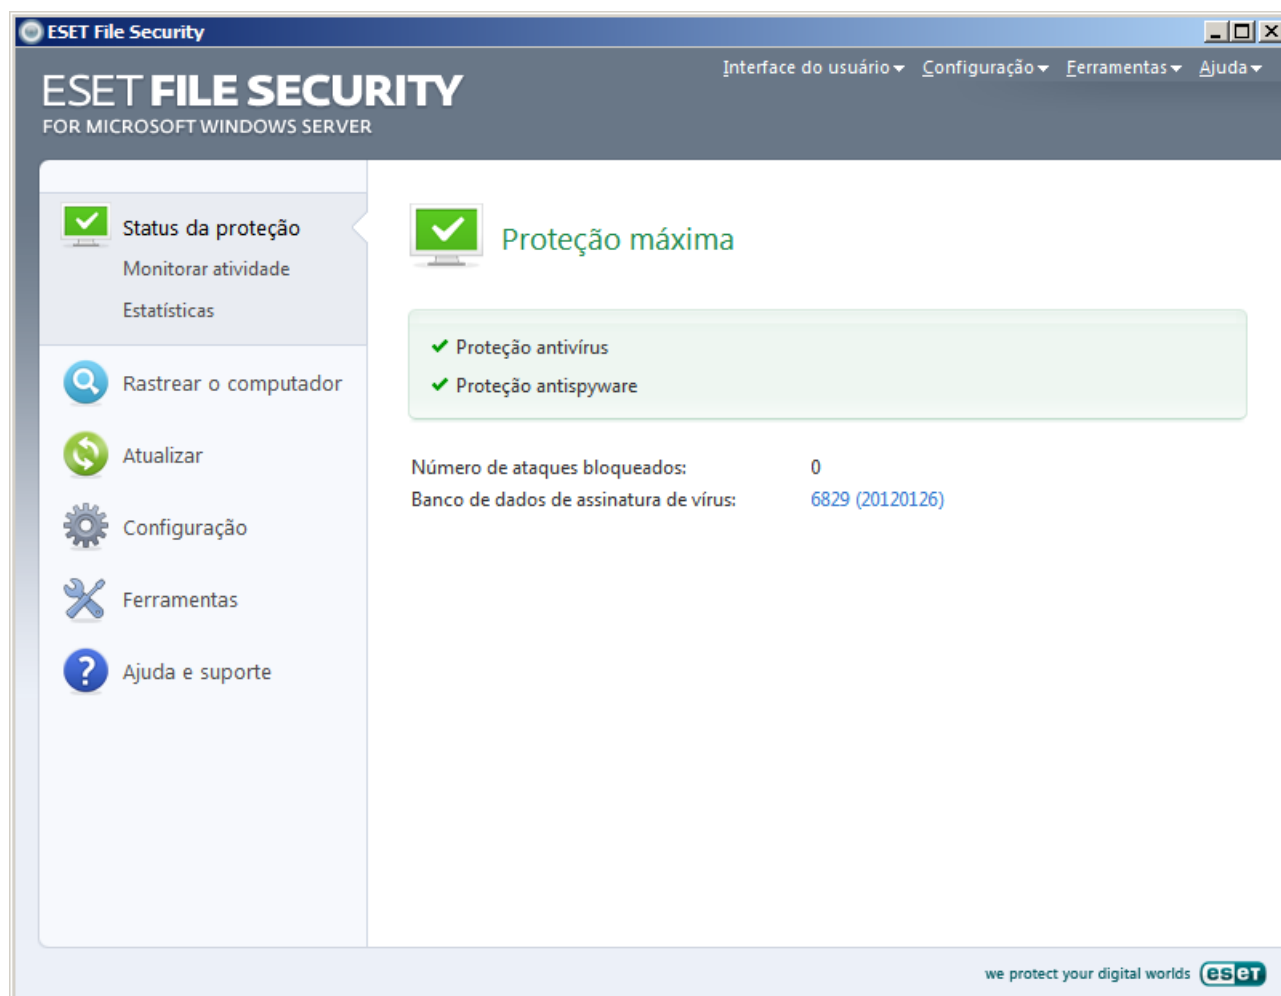 ESET File Security
Interface do usuário Configuração Ferramentas Ajuda
ESET FILE SECURITY
FOR MICROSOFT WINDOWS SERVER
Status da proteção
Monitorar atividade
Estatísticas
Rastrear o computador
Atualizar
Configuração
Ferramentas
Ajuda e suporte
Proteção máxima
Proteção antivírus
Proteção antispyware
Número de ataques bloqueados: 0
Banco de dados de assinatura de vírus: 6829 (20120126)
we protect your digital worlds eseT